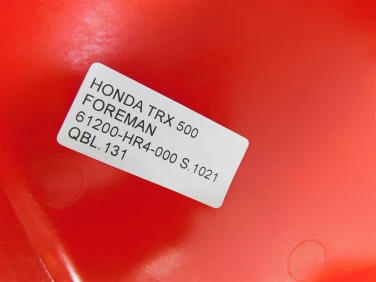 HONDA TRX 500
FOREMAN
61200-HR4-000 S.1021
QBL.131